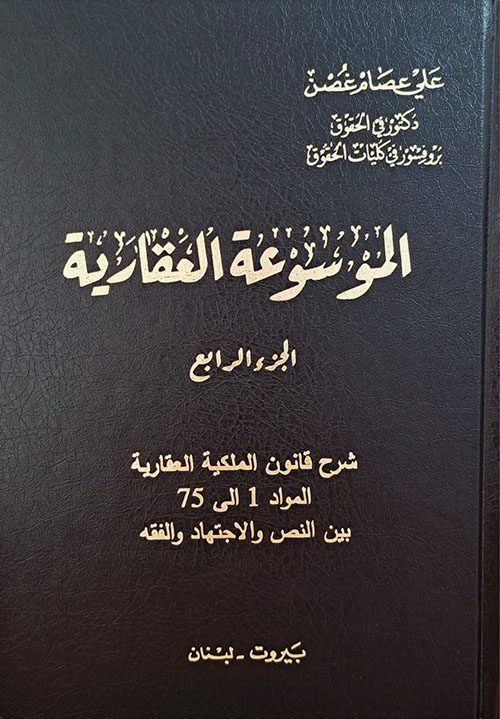 علي عصام غصن
دكتور في الحقوق
بروفسور في كليات الحقوق
الموسوعة العقارية
الجزء الرابع
شرح قانون الملكية العقارية
المواد 1 الى 75
بين النص والاجتهاد والفقه
بيروت - لبنان